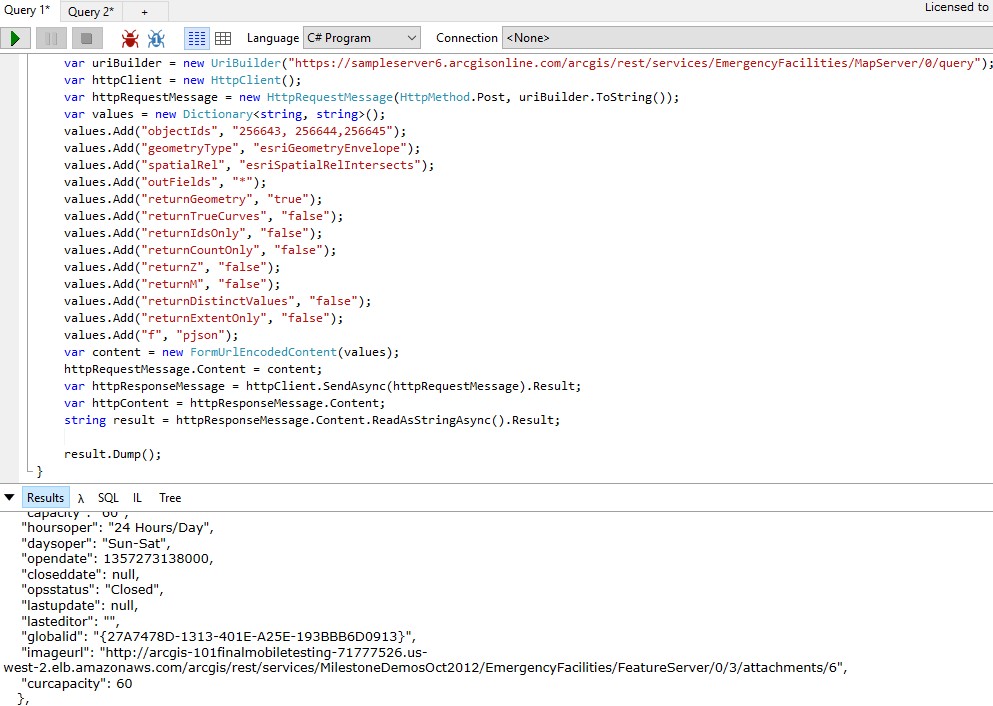 Query 1* Query 2* + Licensed to
Language C# Program Connection <None>
var uriBuilder = new UriBuilder("https://sampleserver6.arcgisonline.com/arcgis/rest/services/EmergencyFacilities/MapServer/0/query");
var httpClient = new HttpClient();
var httpRequestMessage = new HttpRequestMessage(HttpMethod.Post, uriBuilder.ToString());
var values = new Dictionary<string, string>();
values.Add("objectIds", "256643, 256644,256645");
values.Add("geometryType", "esriGeometryEnvelope");
values.Add("spatialRel", "esriSpatialRelIntersects");
values.Add("outFields", "*");
values.Add("returnGeometry", "true");
values.Add("returnTrueCurves", "false");
values.Add("returnIdsOnly", "false");
values.Add("returnCountOnly", "false");
values.Add("returnZ", "false");
values.Add("returnM", "false");
values.Add("returnDistinctValues", "false");
values.Add("returnExtentOnly", "false");
values.Add("f", "pjson");
var content = new FormUrlEncodedContent(values);
httpRequestMessage.Content = content;
var httpResponseMessage = httpClient.SendAsync(httpRequestMessage).Result;
var httpContent = httpResponseMessage.Content;
string result = httpResponseMessage.Content.ReadAsStringAsync().Result;
result.Dump();
}
Results λ SQL IL Tree
"capacity": "60",
"hoursoper": "24 Hours/Day",
"daysoper": "Sun-Sat",
"opendate": 1357273138000,
"closeddate": null,
"opsstatus": "Closed",
"lastupdate": null,
"lasteditor": "",
"globalid": "{27A7478D-1313-401E-A25E-193BBB6D0913}",
"imageurl": "http://arcgis-101finalmobiletesting-71777526.us-
west-2.elb.amazonaws.com/arcgis/rest/services/MilestoneDemosOct2012/EmergencyFacilities/FeatureServer/0/3/attachments/6",
"curcapacity": 60
},